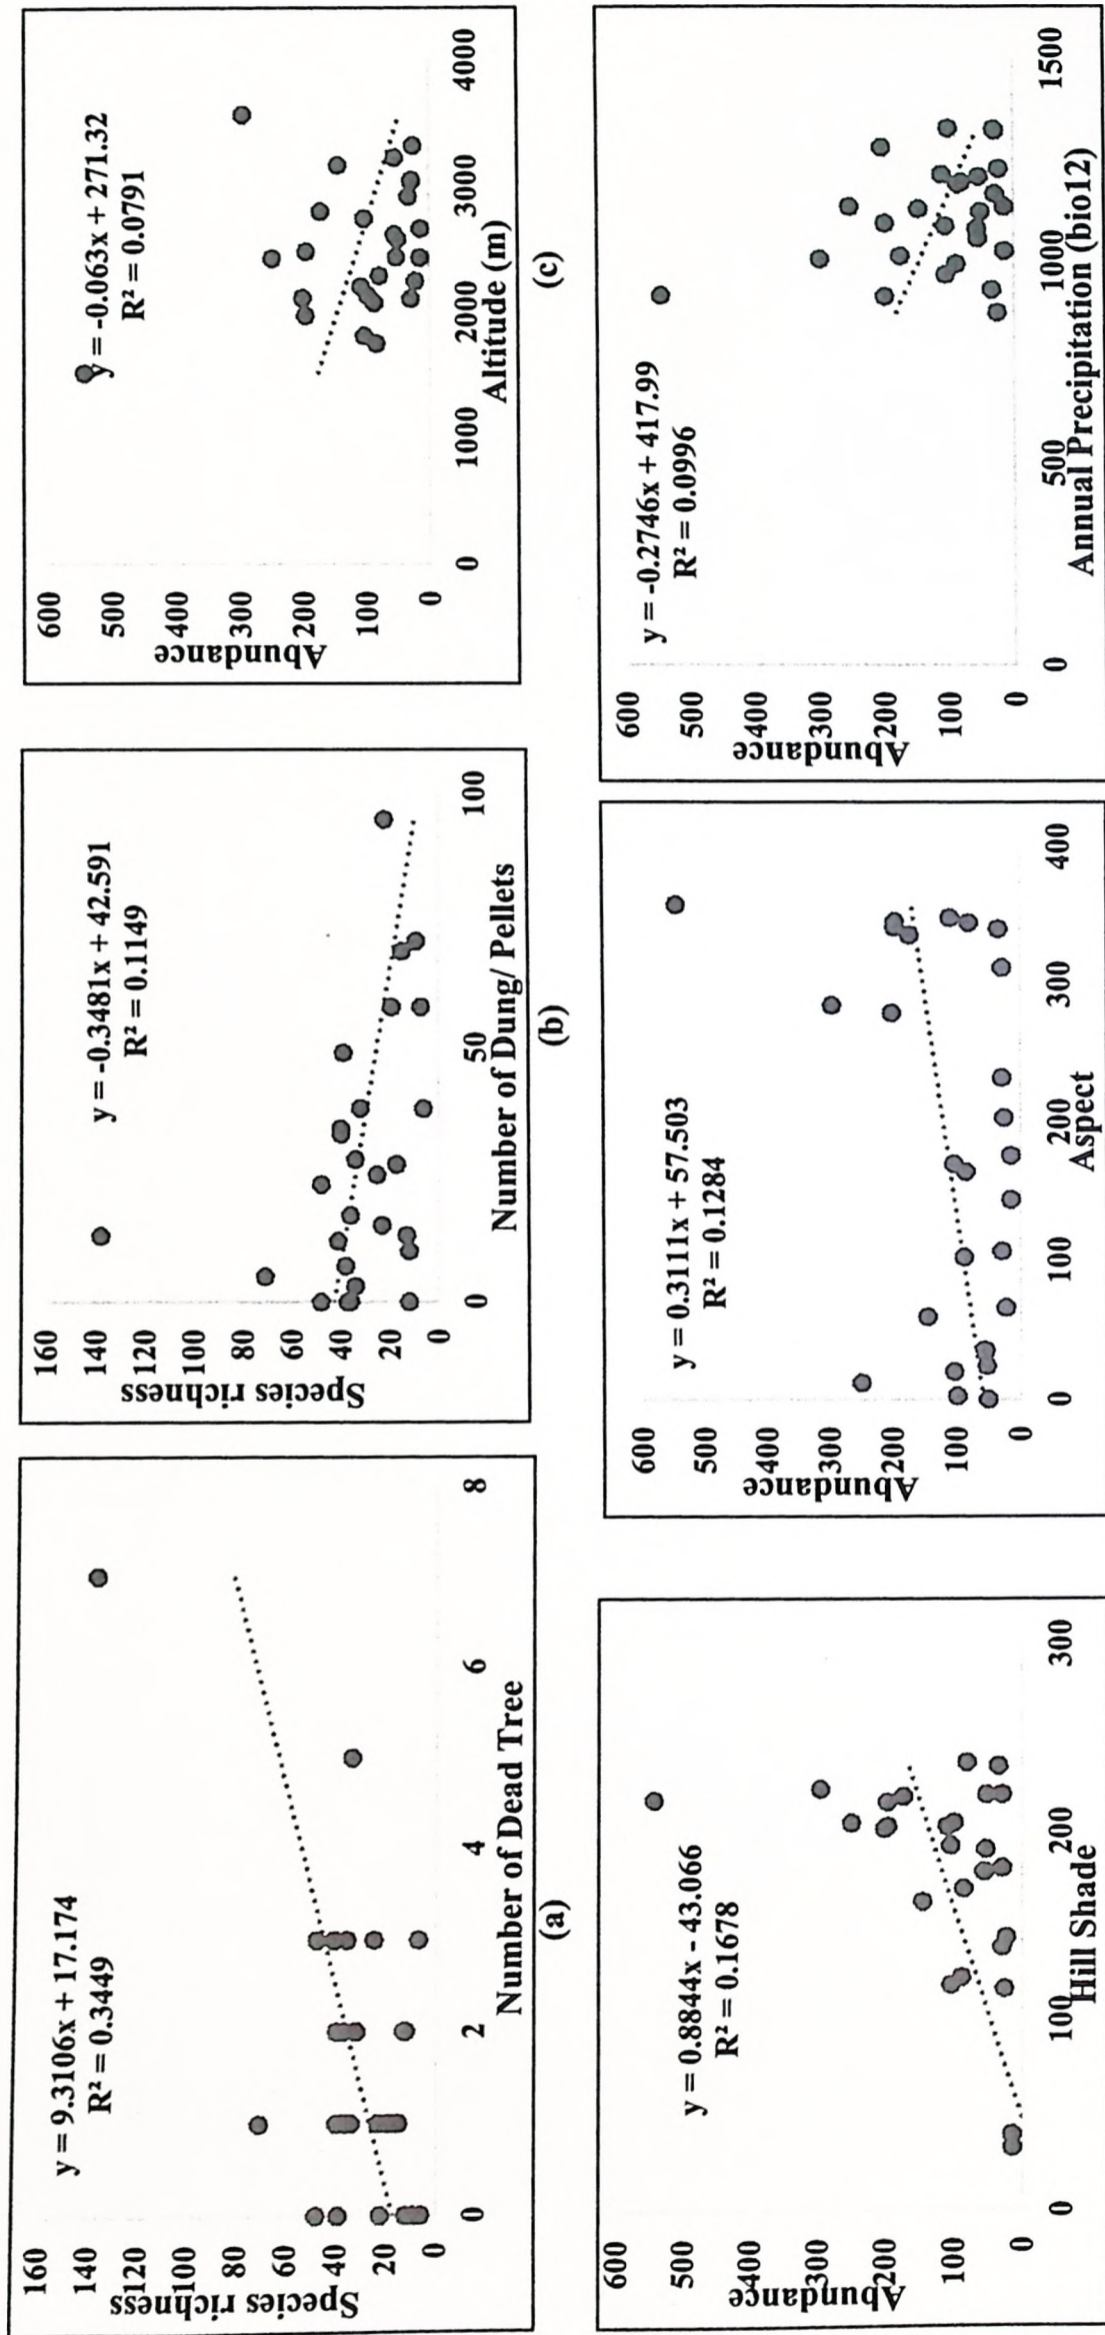 y = 9.3106x + 17.174
R² = 0.3449
160
140
120
100
80
60
40
20
0
Species richness
0
2
4
6
8
Number of Dead Tree
(a)
y = -0.3481x + 42.591
R² = 0.1149
160
140
120
100
80
60
40
20
0
Species richness
0
50
100
Number of Dung/ Pellets
(b)
y = -0.063x + 271.32
R² = 0.0791
600
500
400
300
200
100
0
Abundance
0
1000
2000
3000
4000
Altitude (m)
(c)
y = 0.8844x - 43.066
R² = 0.1678
600
500
400
300
200
100
0
Abundance
0
100
200
300
Hill Shade
y = 0.3111x + 57.503
R² = 0.1284
600
500
400
300
200
100
0
Abundance
0
100
200
300
400
Aspect
y = -0.2746x + 417.99
R² = 0.0996
600
500
400
300
200
100
0
Abundance
0
500
1000
1500
Annual Precipitation (bio12)